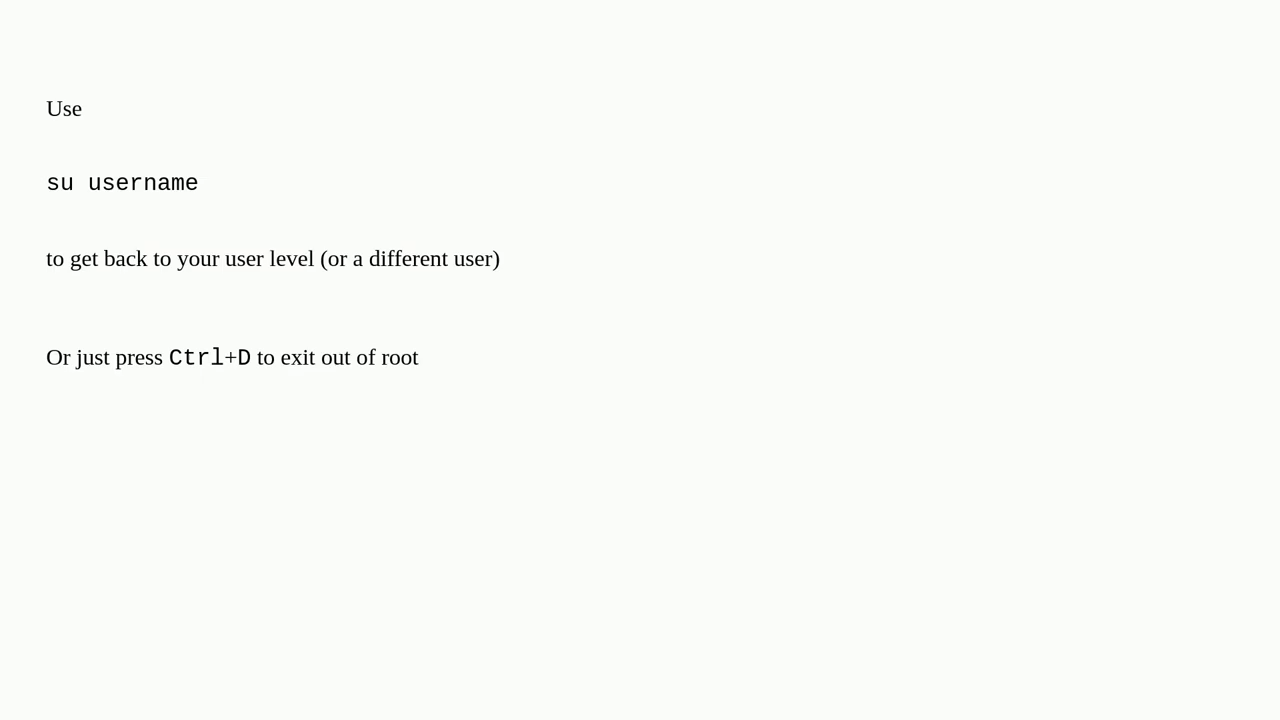 Use
su username
to get back to your user level (or a different user)
Or just press Ctrl+D to exit out of root